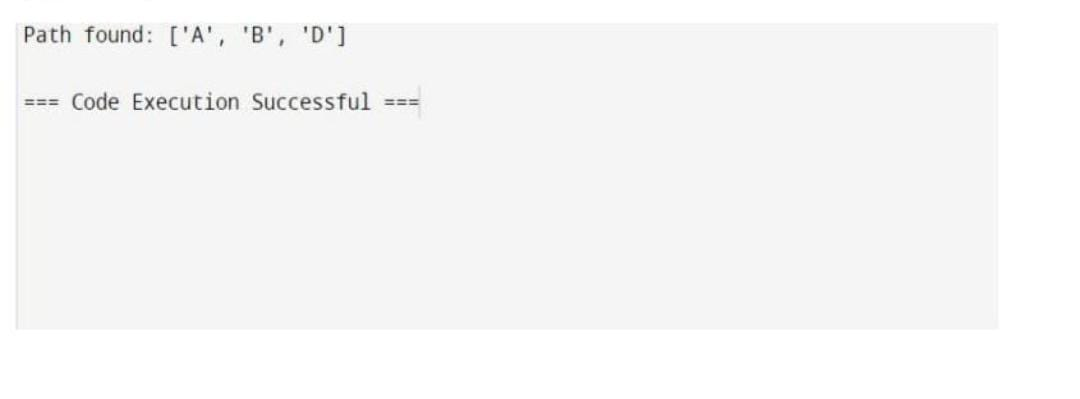 Path found: ['A', 'B', 'D']
=== Code Execution Successful ===